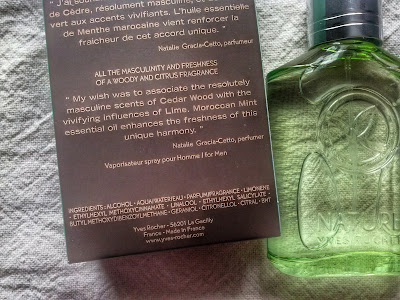 " J'ai
de Cèdre, résolument masculine,
vert aux accents vivifiants. L'huile essentielle
de Menthe marocaine vient renforcer la
fraîcheur de cet accord unique. "
Natalie Gracia-Cetto, parfumeur
ALL THE MASCULINITY AND FRESHNESS
OF A WOODY AND CITRUS FRAGRANCE
" My wish was to associate the resolutely
masculine scents of Cedar Wood with the
vivifying influences of Lime. Moroccan Mint
essential oil enhances the freshness of this
unique harmony. "
Natalie Gracia-Cetto, perfumer
Vaporisateur spray pour Homme / for Men
INGREDIENTS : ALCOHOL • AQUA/WATER/EAU • PARFUM/FRAGRANCE • LIMONENE
• ETHYLHEXYL METHOXYCINNAMATE • LINALOOL • ETHYLHEXYL SALICYLATE •
BUTYL METHOXYDIBENZOYLMETHANE • GERANIOL • CITRONELLOL • CITRAL • BHT
Yves Rocher - 56201 La Gacilly
France - Made in France
www.yves-rocher.com